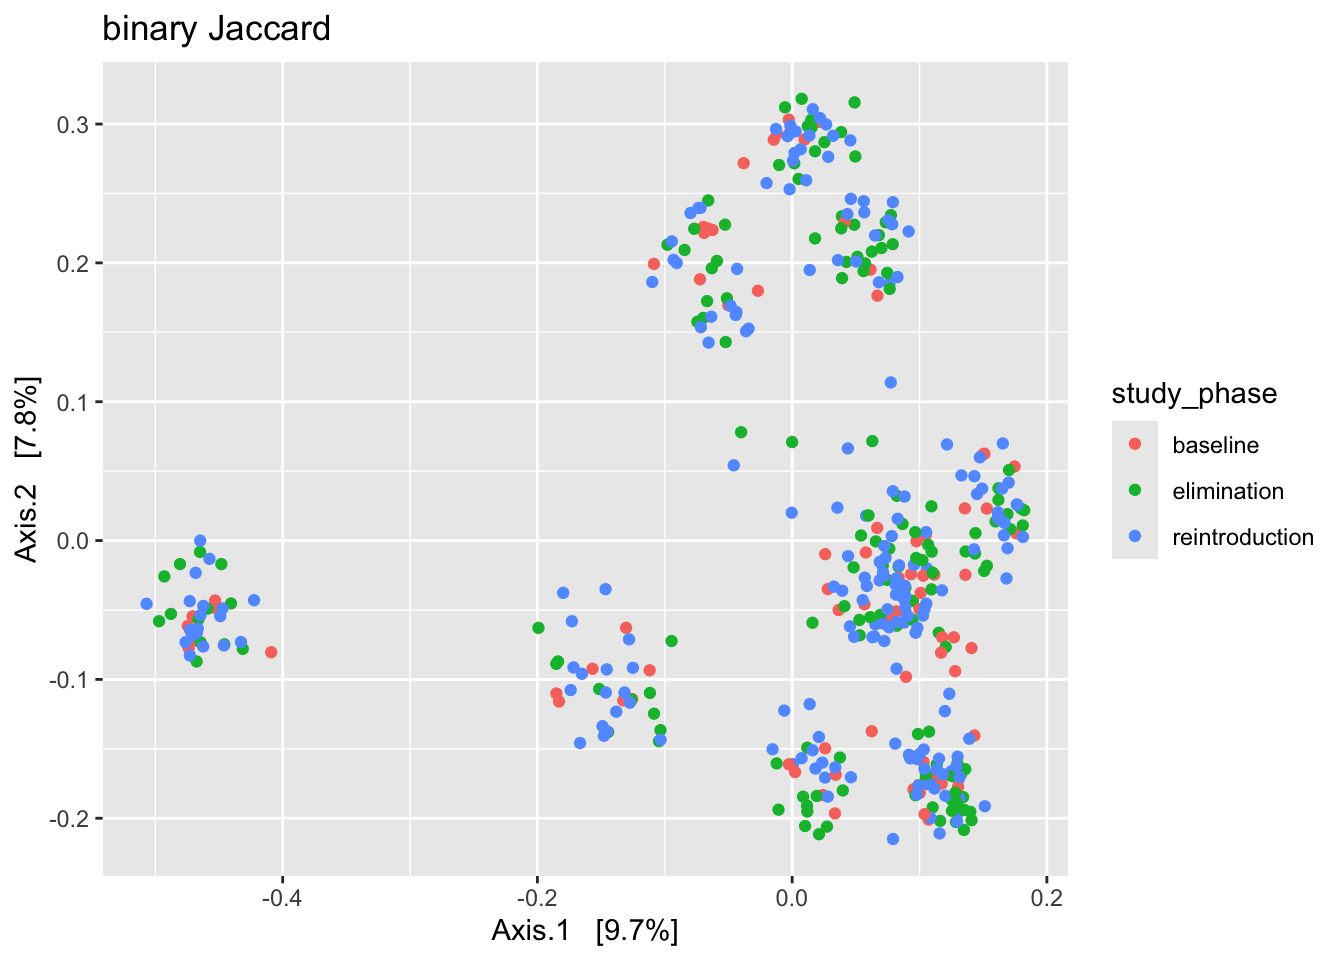 binary Jaccard
0.3
0.2
0.1
0.0
-0.1
-0.2
Axis.2 [7.8%]
-0.4
-0.2
0.0
0.2
Axis.1 [9.7%]
study_phase
baseline
elimination
reintroduction